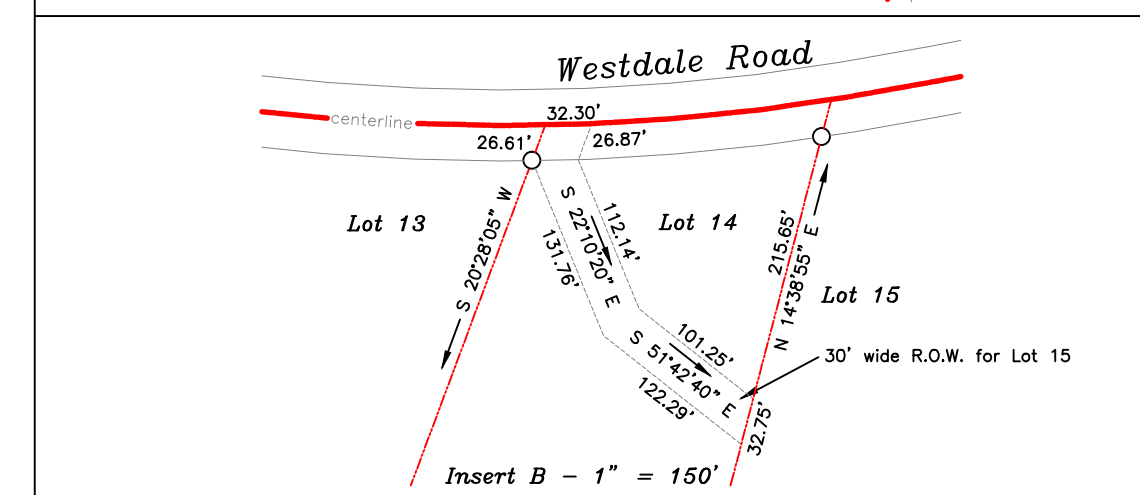 Westdale Road
centerline
32.30'
26.61'
26.87'
Lot 13
S 20°28'05" W
S 22°10'20" E
112.14'
131.76'
Lot 14
215.65'
N 14°38'55" E
Lot 15
S 51°42'40" E
101.25'
122.29'
30' wide R.O.W. for Lot 15
32.75'
Insert B - 1" = 150'